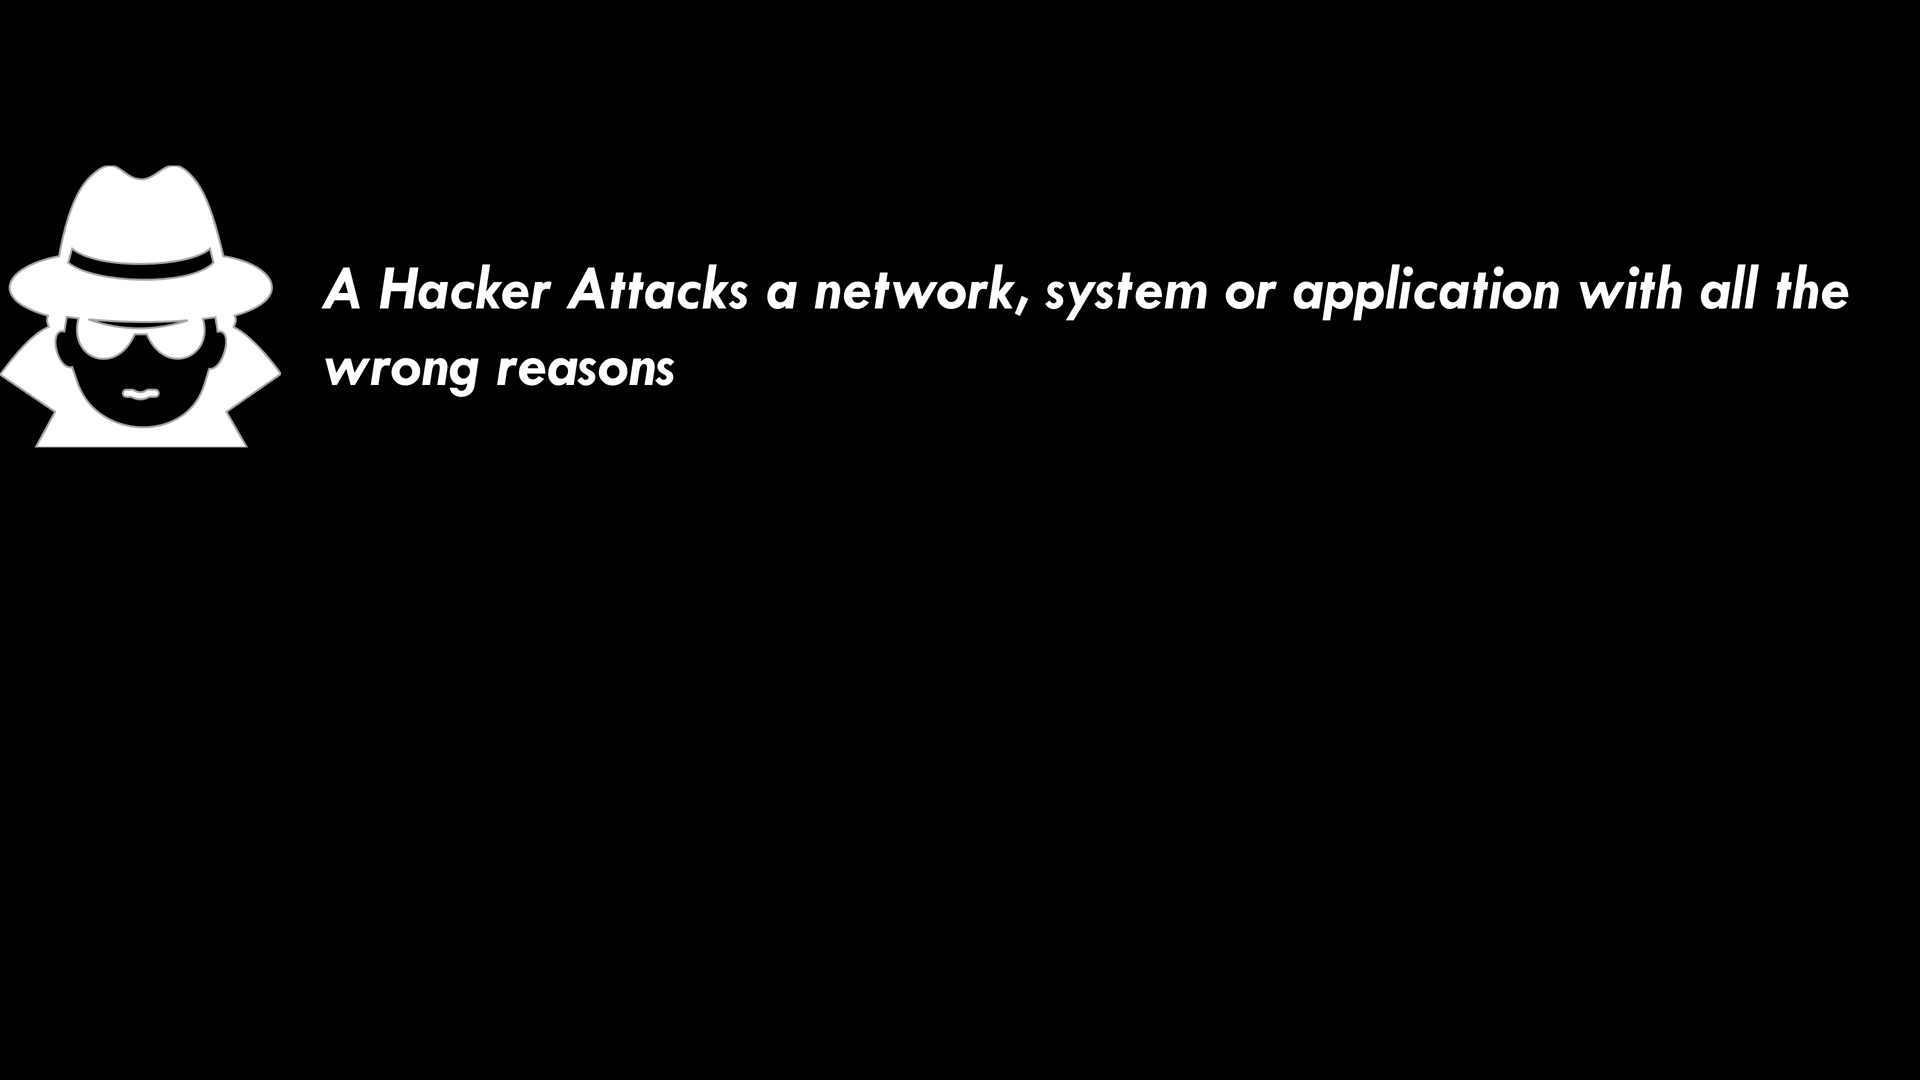 A Hacker Attacks a network, system or application with all the
wrong reasons